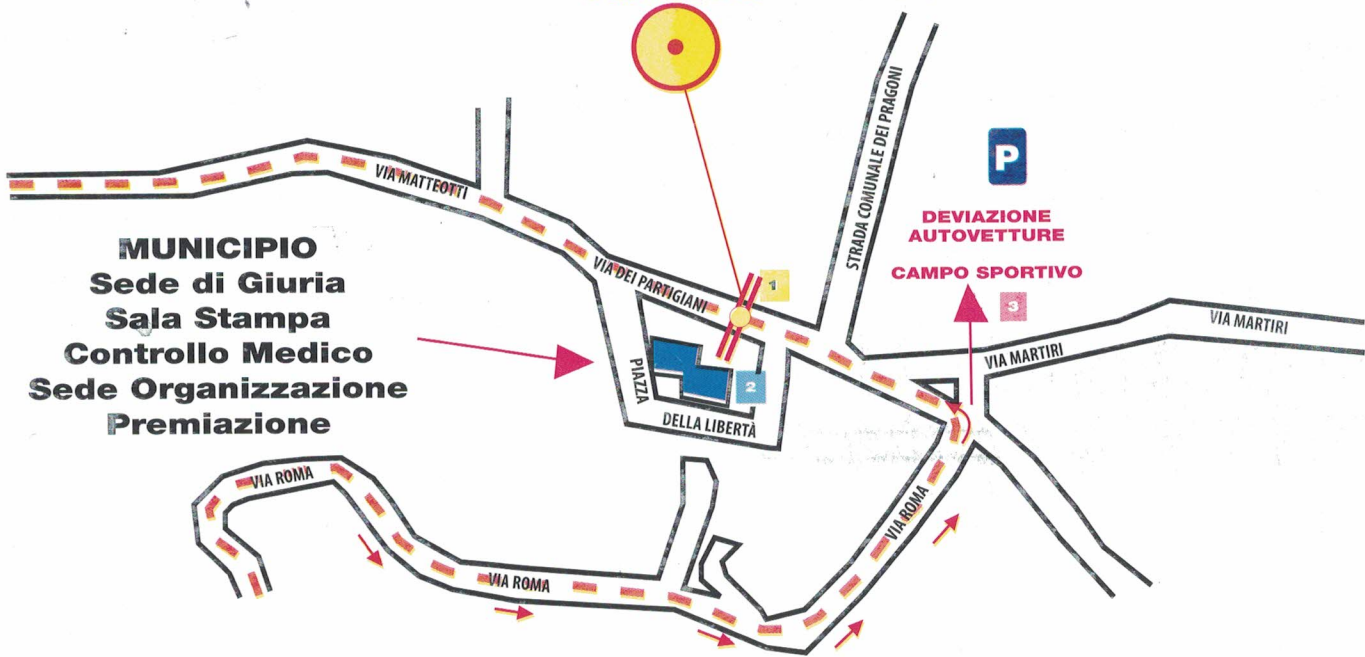 VIA MATTEOTTI
VIA DEI PARTIGIANI
1
STRADA COMUNALE DEI PRAGONI
P
DEVIAZIONE
AUTOVETTURE
CAMPO SPORTIVO
3
VIA MARTIRI
VIA MARTIRI
MUNICIPIO
Sede di Giuria
Sala Stampa
Controllo Medico
Sede Organizzazione
Premiazione
PIAZZA
DELLA LIBERTÀ
2
VIA ROMA
VIA ROMA
VIA ROMA